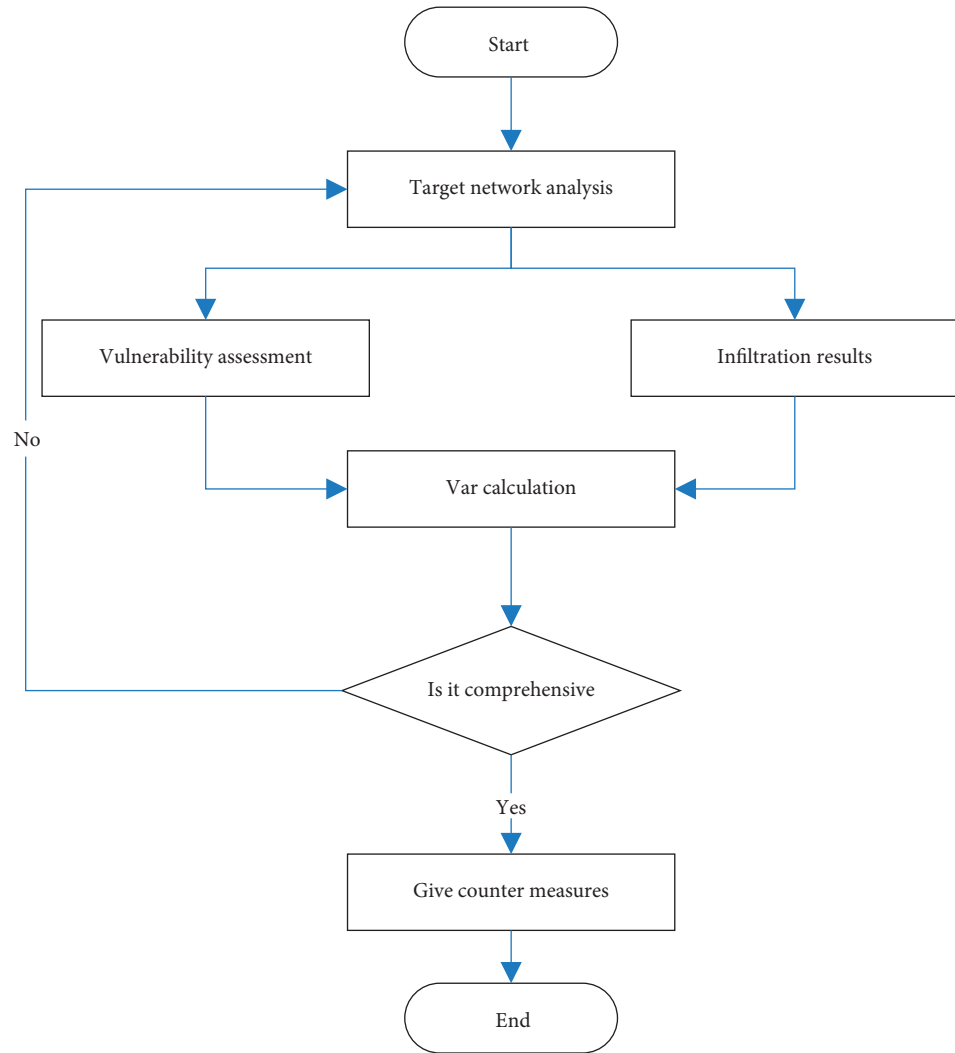 Start
Target network analysis
Vulnerability assessment
Infiltration results
No
Var calculation
Is it comprehensive
Yes
Give counter measures
End